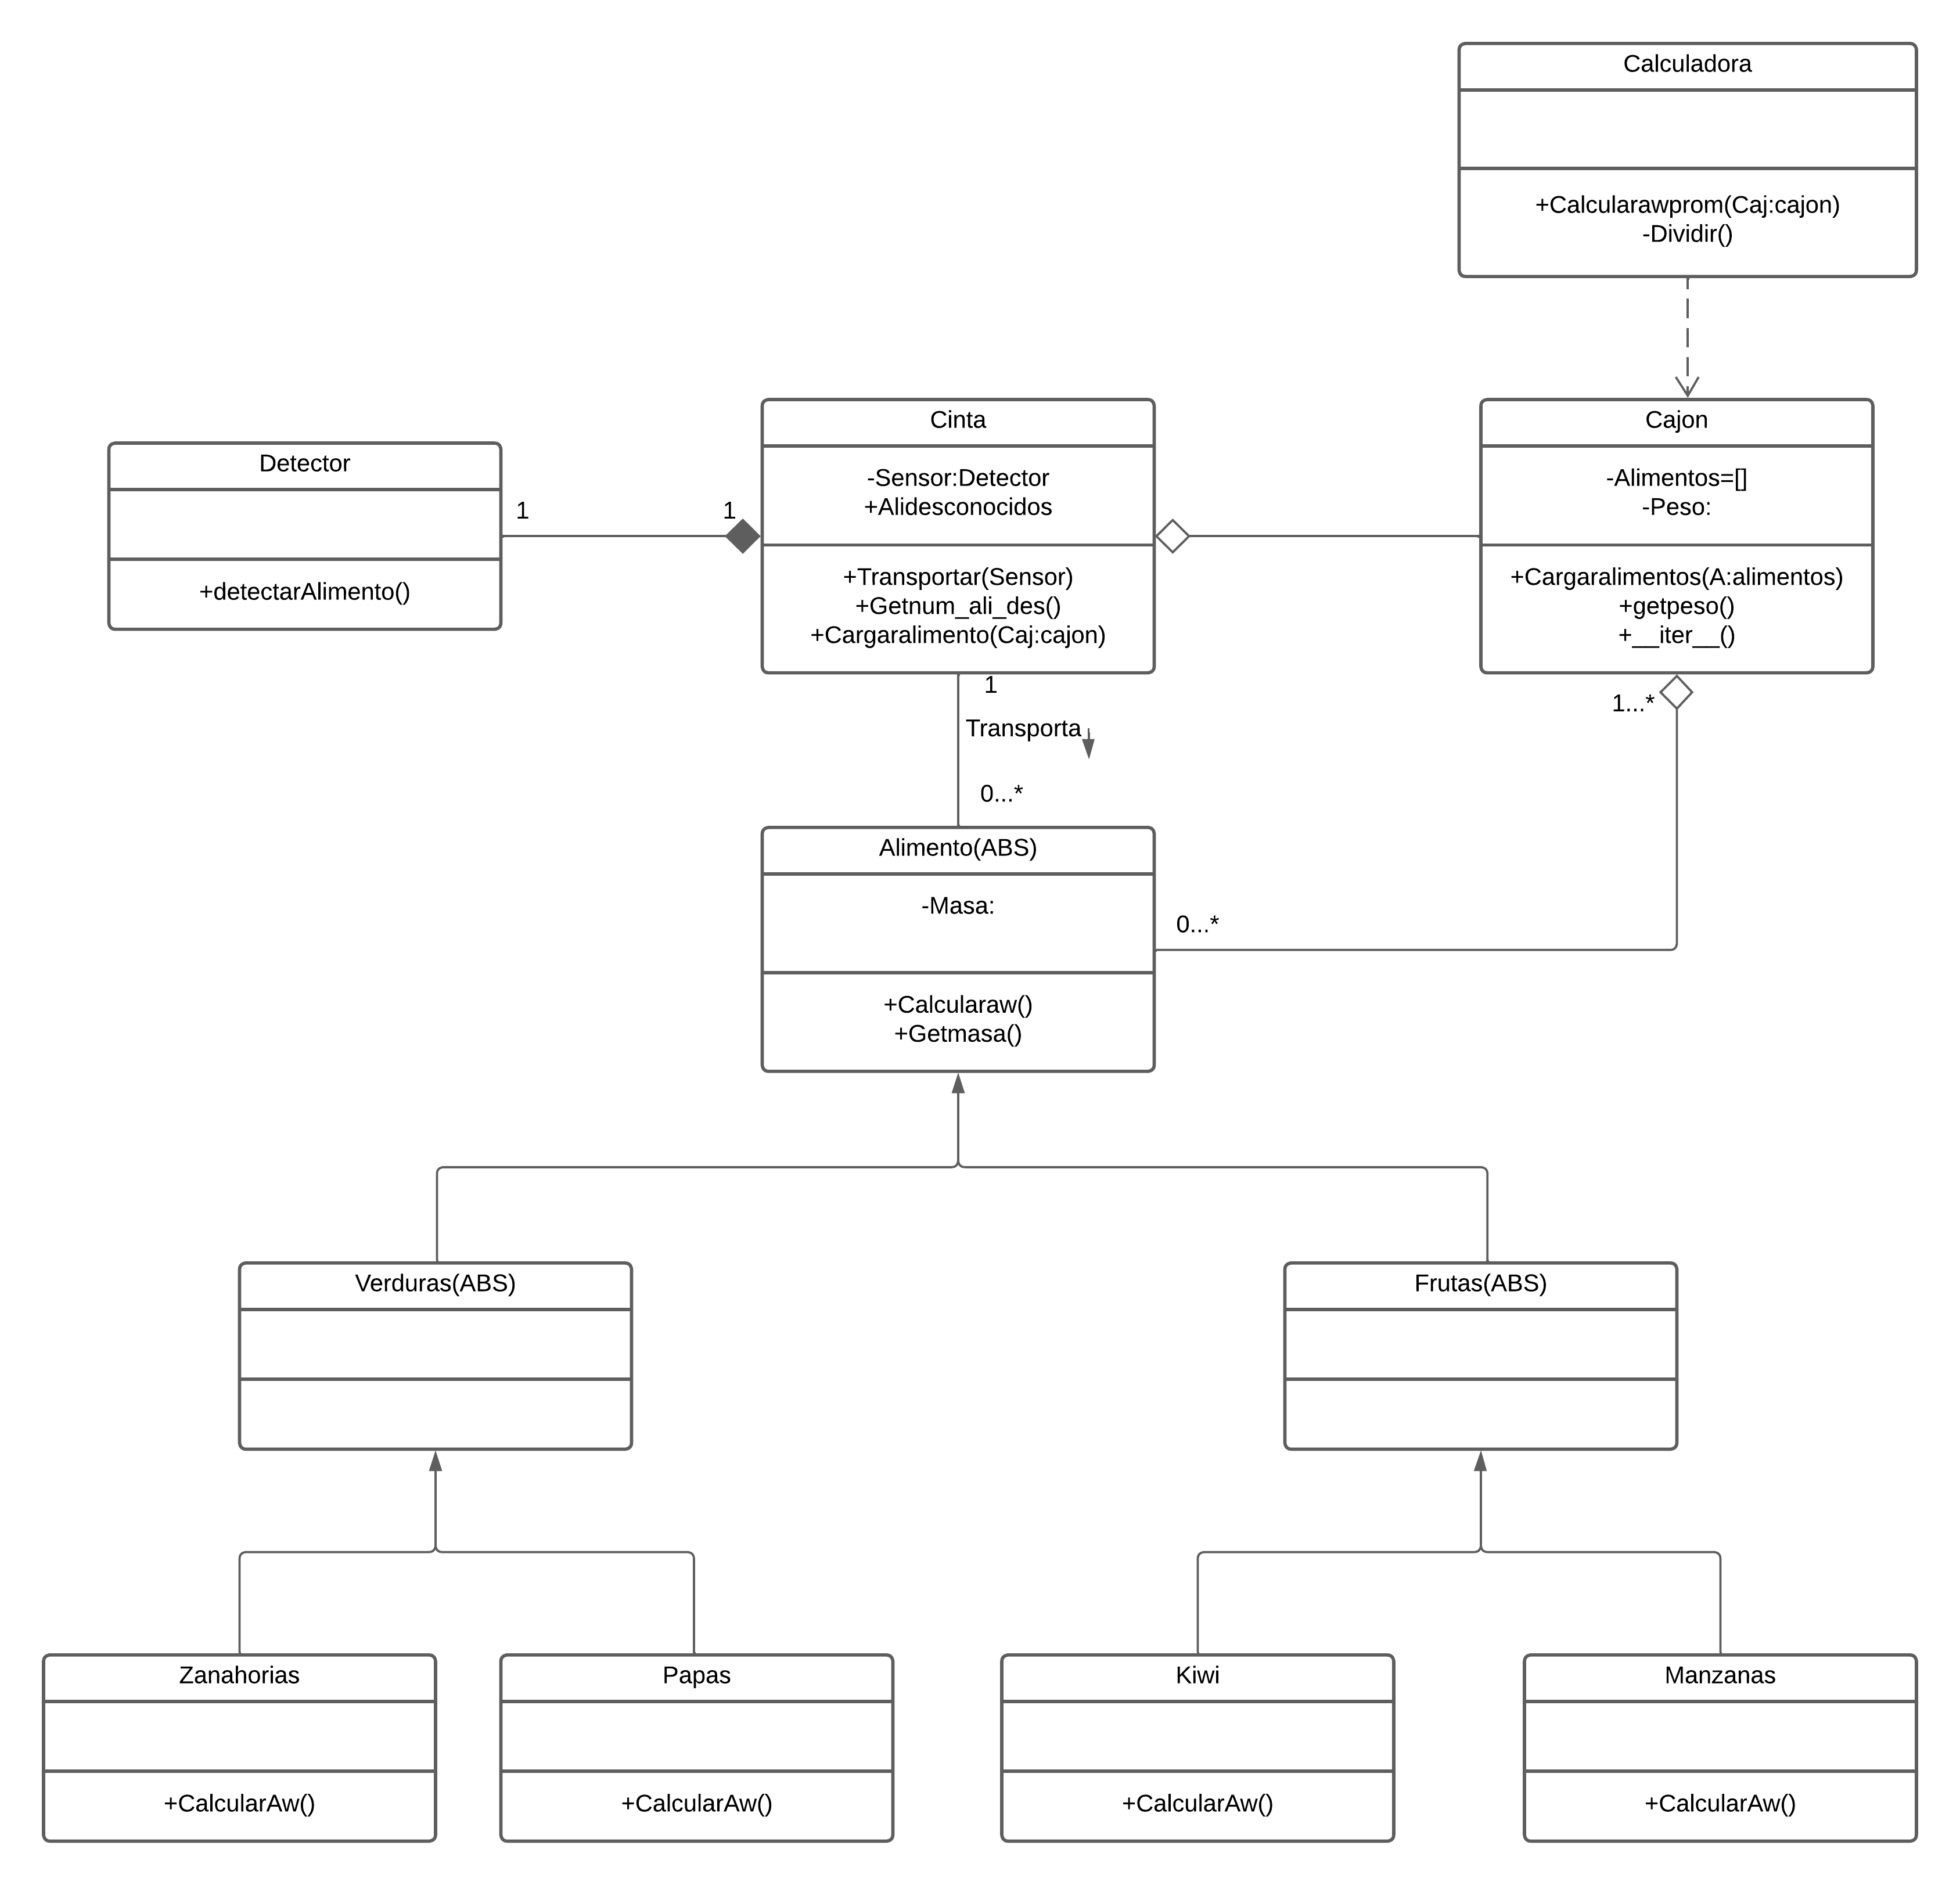 Calculadora
+Calcularawprom(Caj:cajon)
-Dividir()
Detector
+detectarAlimento()
1
1
Cinta
-Sensor:Detector
+Alidesconocidos
+Transportar(Sensor)
+Getnum_ali_des()
+Cargaralimento(Caj:cajon)
Cajon
-Alimentos=[]
-Peso:
+Cargaralimentos(A:alimentos)
+getpeso()
+__iter__()
1
Transporta
0...*
1...*
Alimento(ABS)
-Masa:
+Calcularaw()
+Getmasa()
0...*
Verduras(ABS)
Frutas(ABS)
Zanahorias
+CalcularAw()
Papas
+CalcularAw()
Kiwi
+CalcularAw()
Manzanas
+CalcularAw()